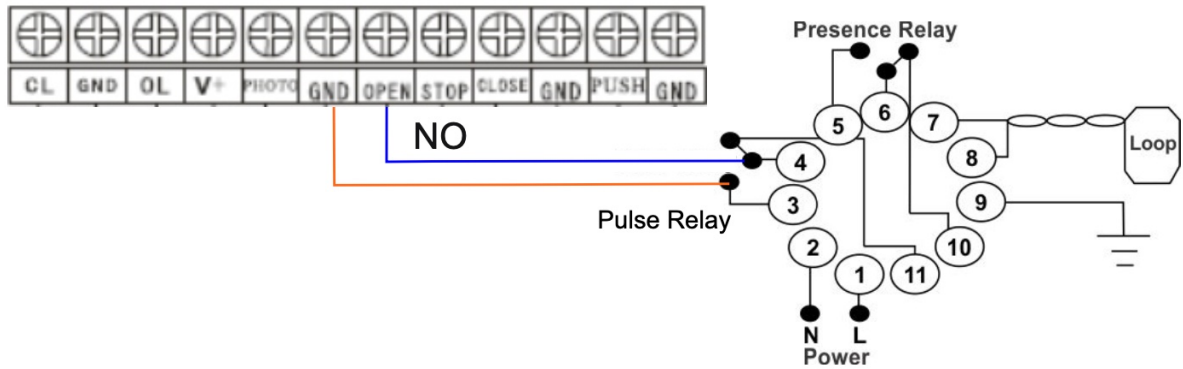 CL GND OL V+ PHOTO GND OPEN STOP CLOSE GND PUSH GND
NO
Presence Relay
5 6 7
Loop
4 8
3 9
Pulse Relay
2 1 11 10
N L
Power